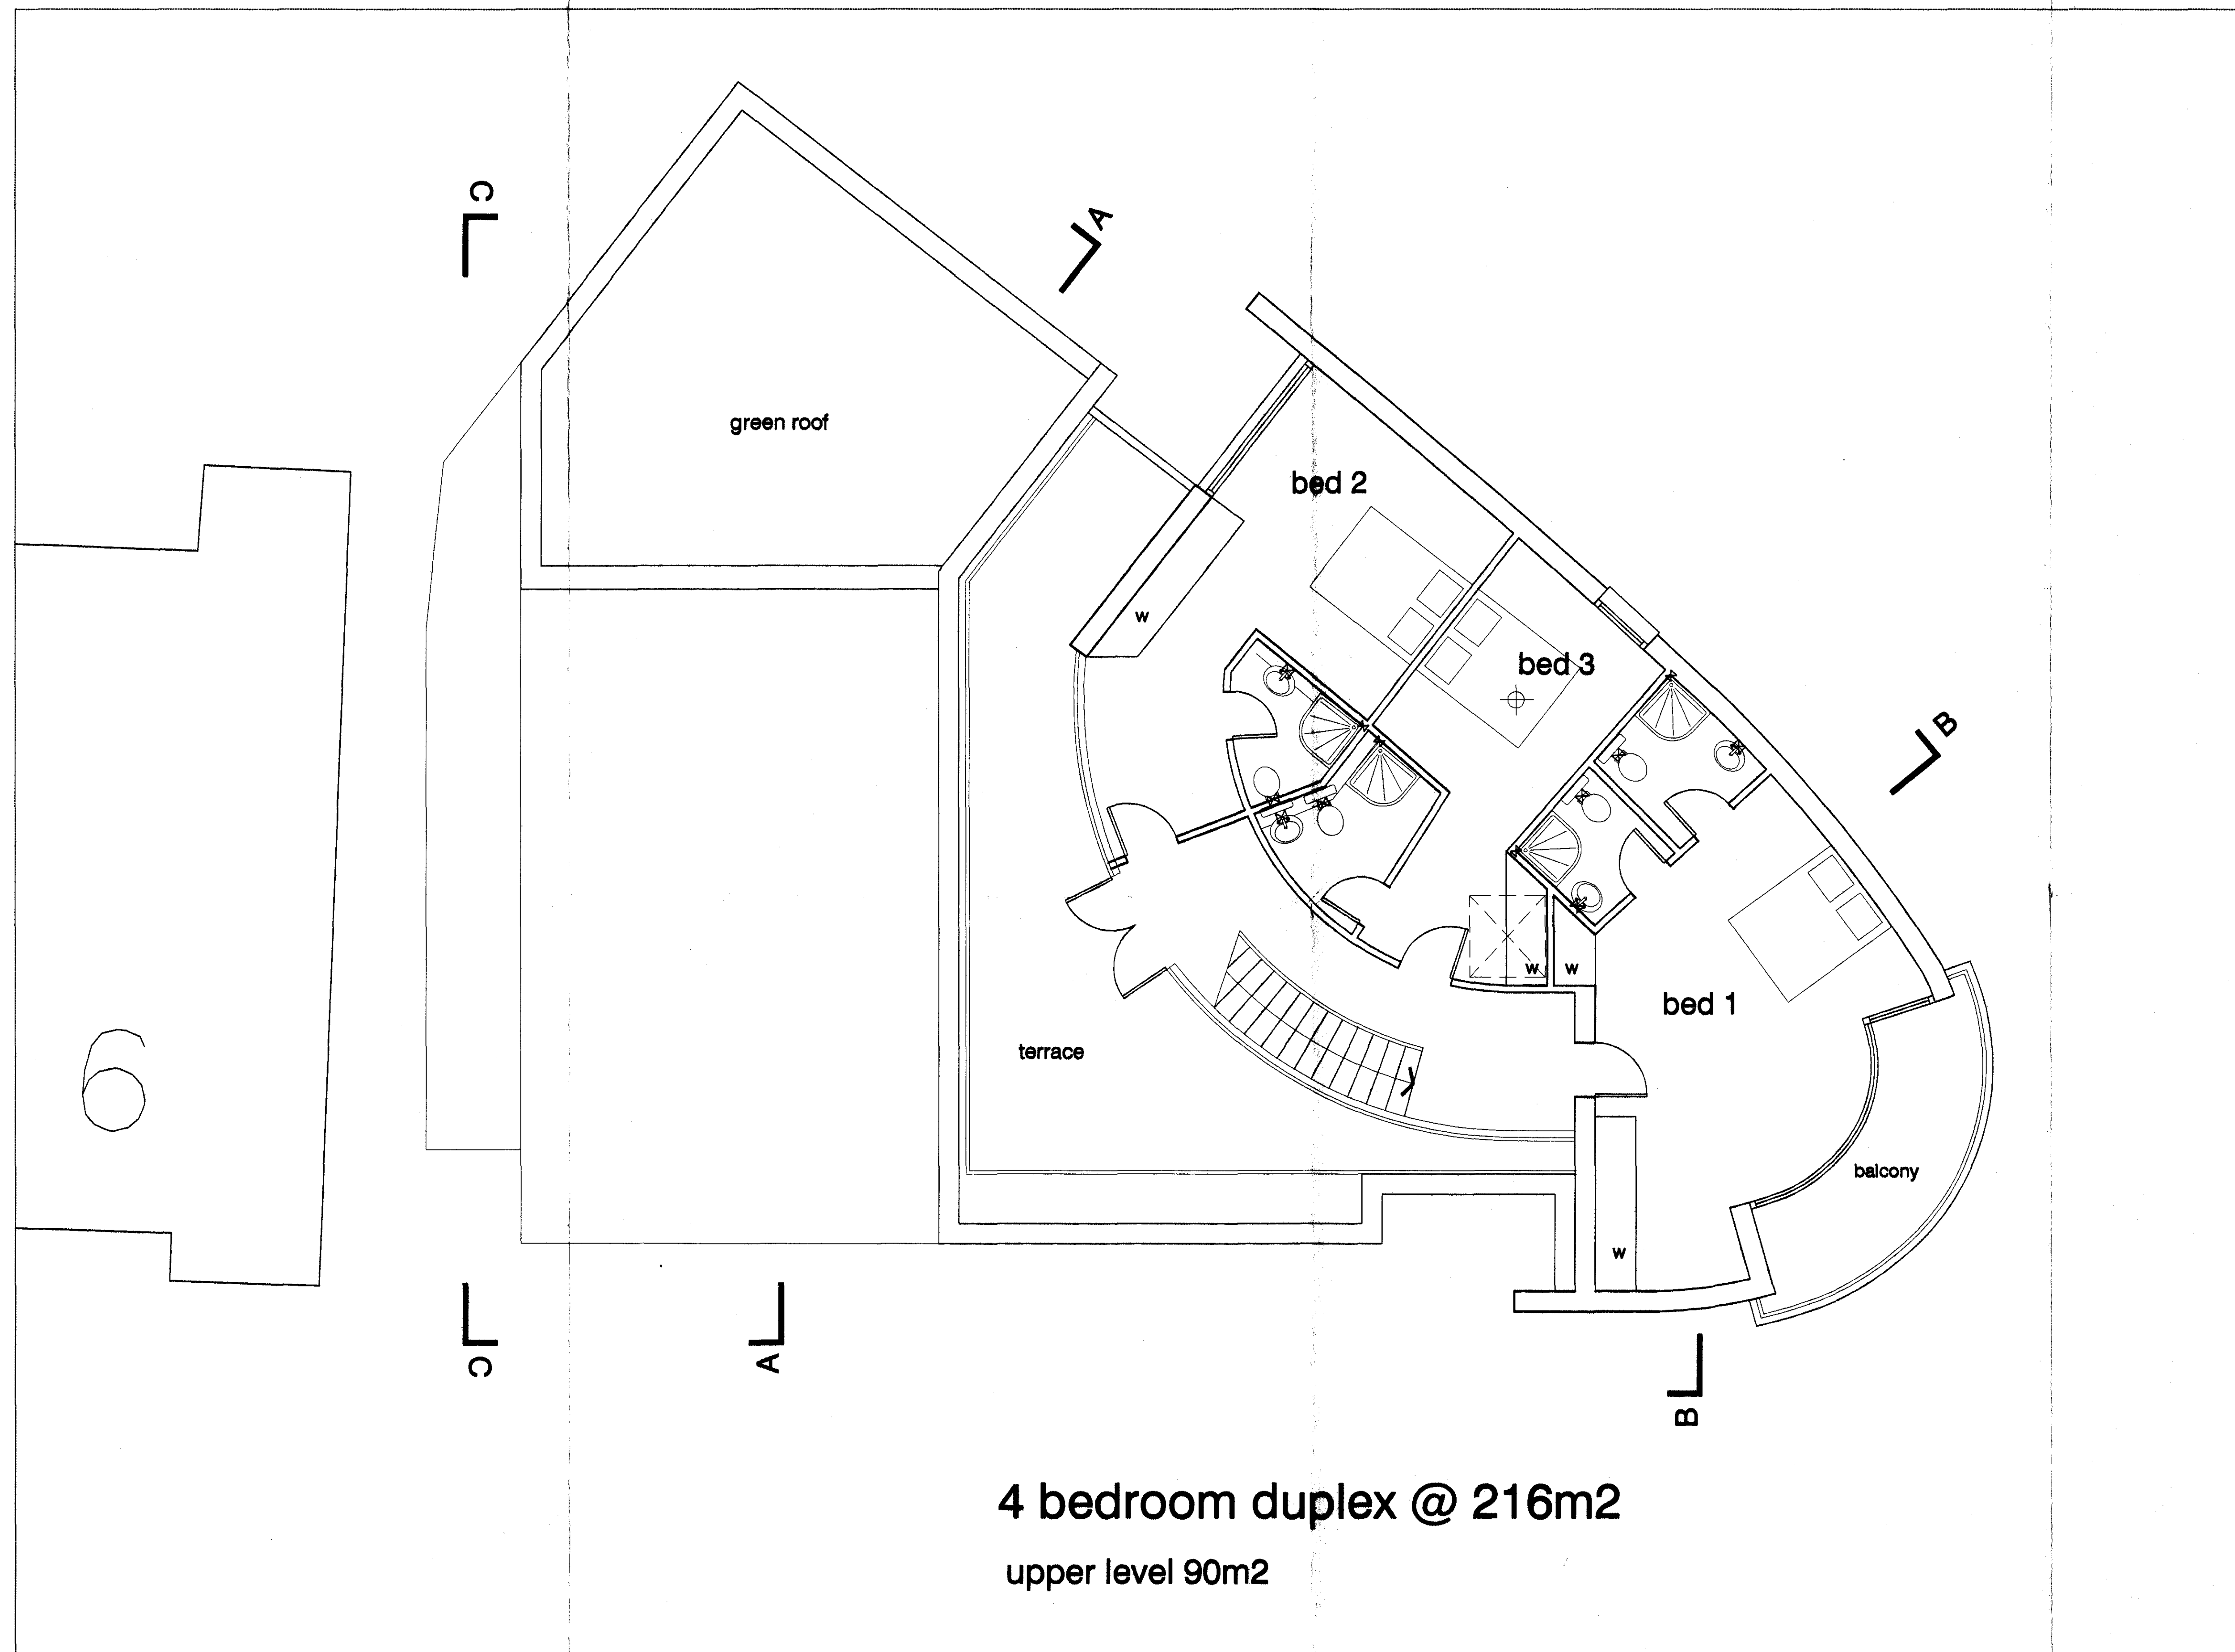 C
A
green roof
bed 2
w
bed 3
B
w
w
bed 1
terrace
6
balcony
w
C
A
B
4 bedroom duplex @ 216m2
upper level 90m2